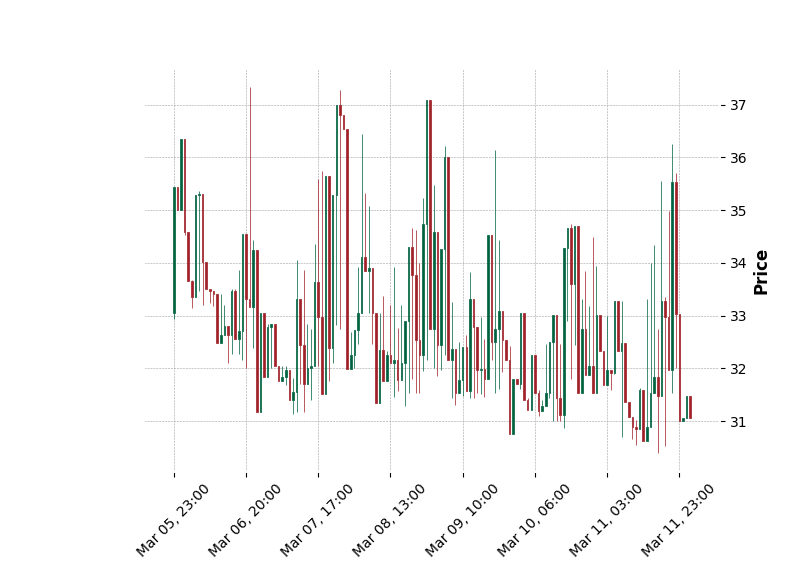 37
36
35
34
33
32
31
Price
Mar 05, 23:00
Mar 06, 20:00
Mar 07, 17:00
Mar 08, 13:00
Mar 09, 10:00
Mar 10, 06:00
Mar 11, 03:00
Mar 11, 23:00